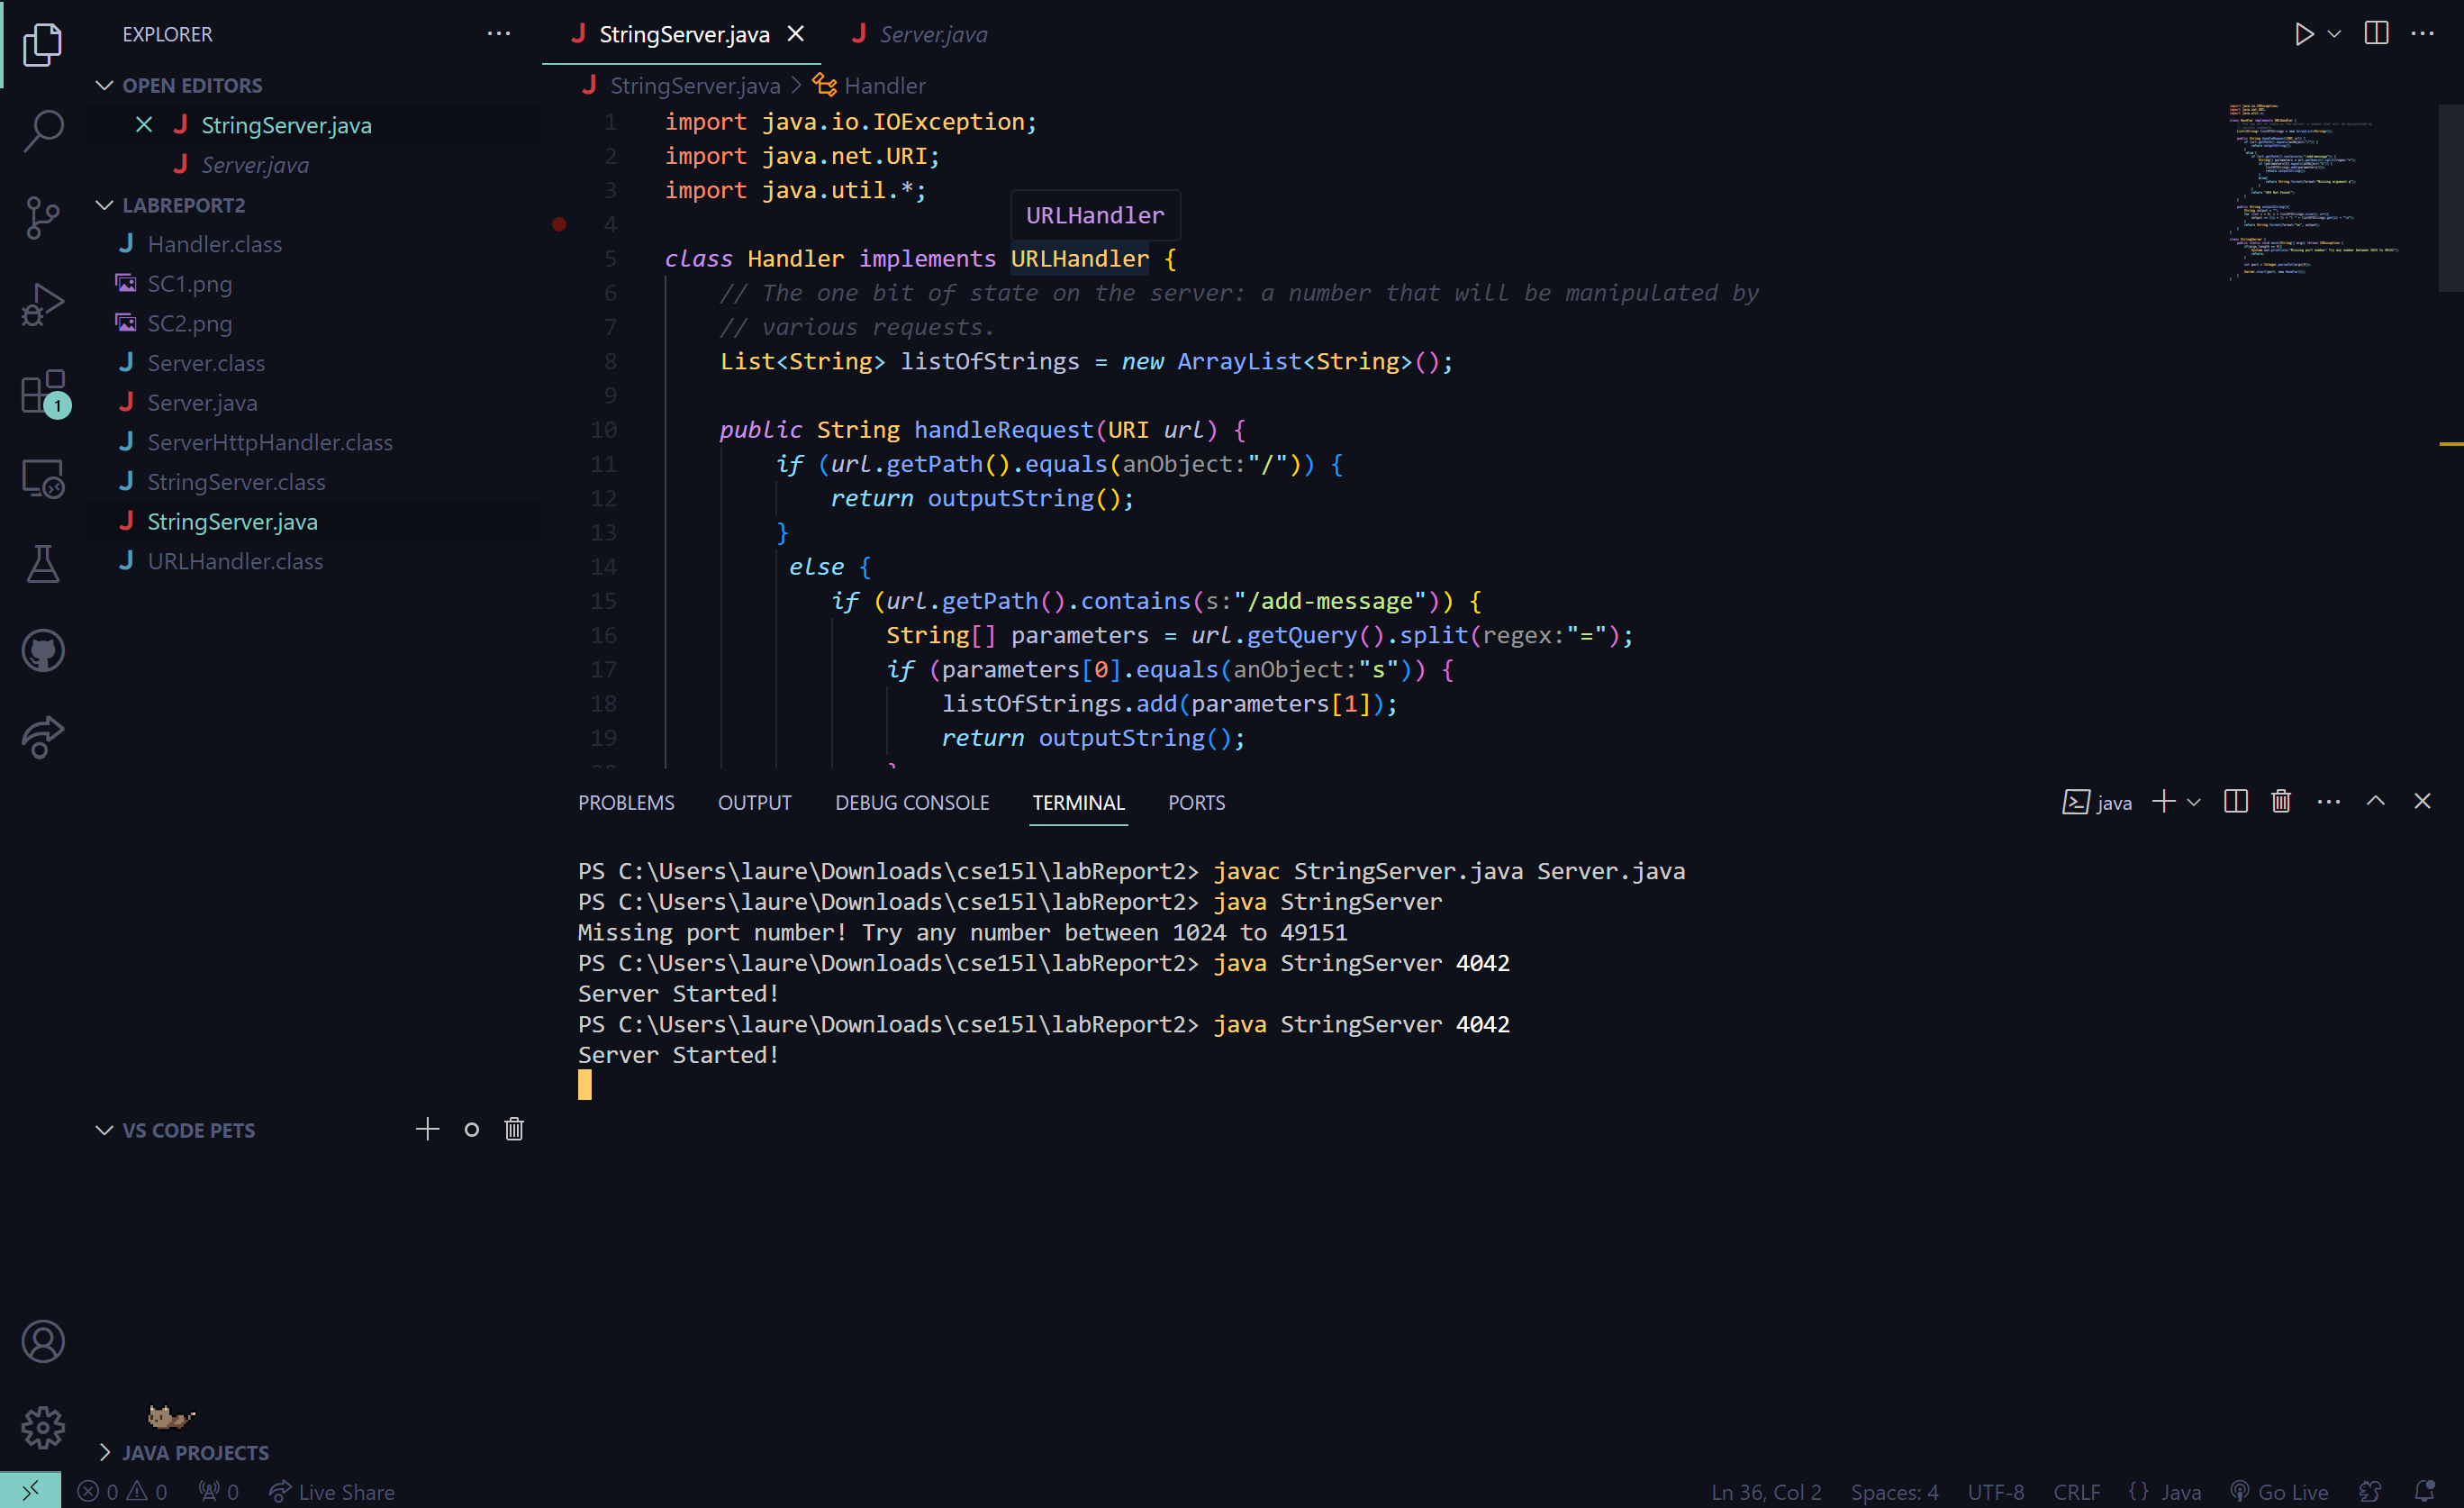 EXPLORER
StringServer.java
Server.java
OPEN EDITORS
StringServer.java
Server.java
LABREPORT2
Handler.class
SC1.png
SC2.png
Server.class
Server.java
ServerHttpHandler.class
StringServer.class
StringServer.java
URLHandler.class
VS CODE PETS
JAVA PROJECTS
1
StringServer.java > Handler
1 import java.io.IOException;
2 import java.net.URI;
3 import java.util.*;
4
URLHandler
5 class Handler implements URLHandler {
6 // The one bit of state on the server: a number that will be manipulated by
7 // various requests.
8 List<String> listOfStrings = new ArrayList<String>();
9
10 public String handleRequest(URI url) {
11 if (url.getPath().equals(anObject:"/")) {
12 return outputString();
13 }
14 else {
15 if (url.getPath().contains(s:"/add-message")) {
16 String[] parameters = url.getQuery().split(regex:"=");
17 if (parameters[0].equals(anObject:"s")) {
18 listOfStrings.add(parameters[1]);
19 return outputString();
PROBLEMS OUTPUT DEBUG CONSOLE TERMINAL PORTS
java
PS C:\Users\laure\Downloads\cse15l\labReport2> javac StringServer.java Server.java
PS C:\Users\laure\Downloads\cse15l\labReport2> java StringServer
Missing port number! Try any number between 1024 to 49151
PS C:\Users\laure\Downloads\cse15l\labReport2> java StringServer 4042
Server Started!
PS C:\Users\laure\Downloads\cse15l\labReport2> java StringServer 4042
Server Started!
0 0 0 Live Share
Ln 36, Col 2 Spaces: 4 UTF-8 CRLF {} Java Go Live